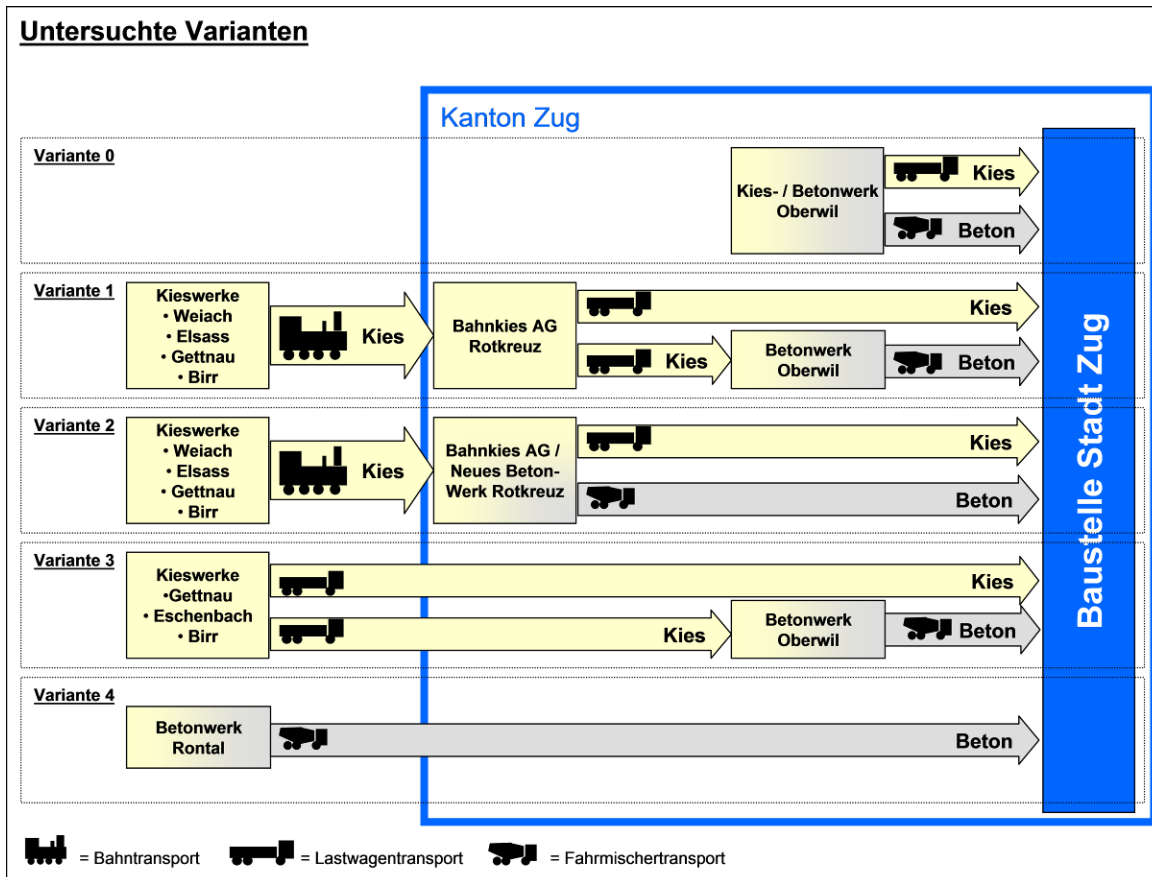 Untersuchte Varianten
Kanton Zug
Variante 0
Kies- / Betonwerk
Oberwil
Kies
Beton
Variante 1
Kieswerke
• Weiach
• Elsass
• Gettnau
• Birr
Kies
Bahnkies AG
Rotkreuz
Kies
Kies
Betonwerk
Oberwil
Beton
Variante 2
Kieswerke
• Weiach
• Elsass
• Gettnau
• Birr
Kies
Bahnkies AG /
Neues Beton-
Werk Rotkreuz
Kies
Beton
Variante 3
Kieswerke
•Gettnau
• Eschenbach
• Birr
Kies
Kies
Betonwerk
Oberwil
Beton
Variante 4
Betonwerk
Rontal
Beton
Baustelle Stadt Zug
= Bahntransport
= Lastwagentransport
= Fahrmischertransport